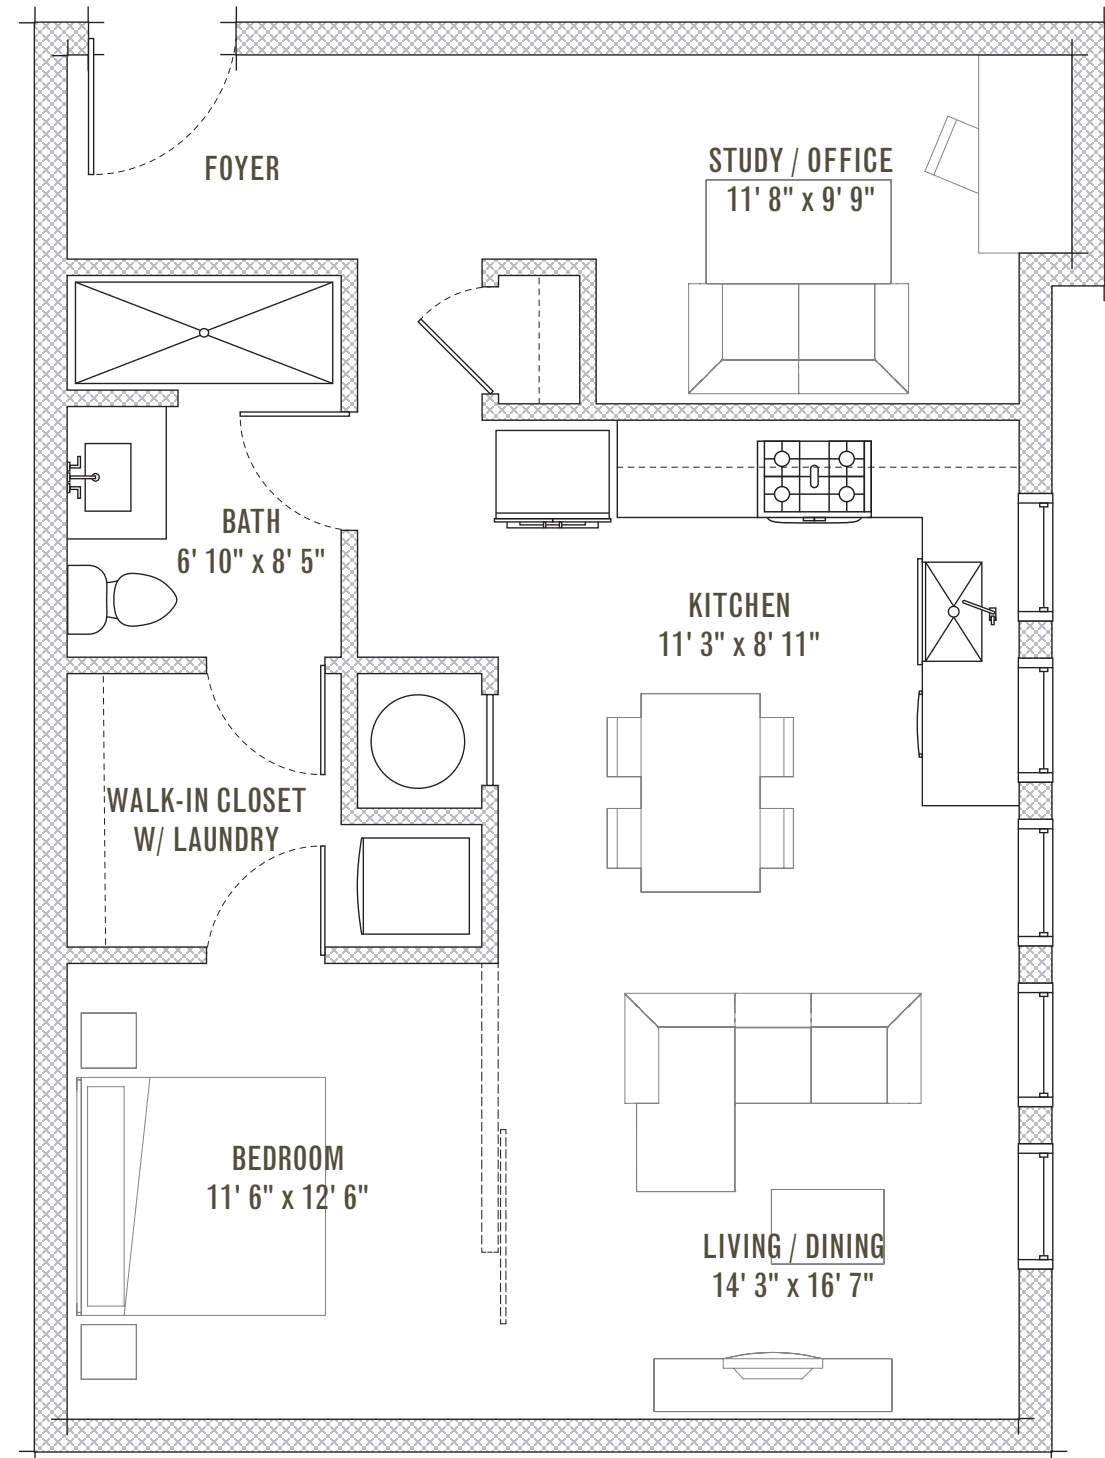 FOYER
STUDY / OFFICE
11' 8" x 9' 9"
BATH
6' 10" x 8' 5"
KITCHEN
11' 3" x 8' 11"
WALK-IN CLOSET
W/ LAUNDRY
BEDROOM
11' 6" x 12' 6"
LIVING / DINING
14' 3" x 16' 7"